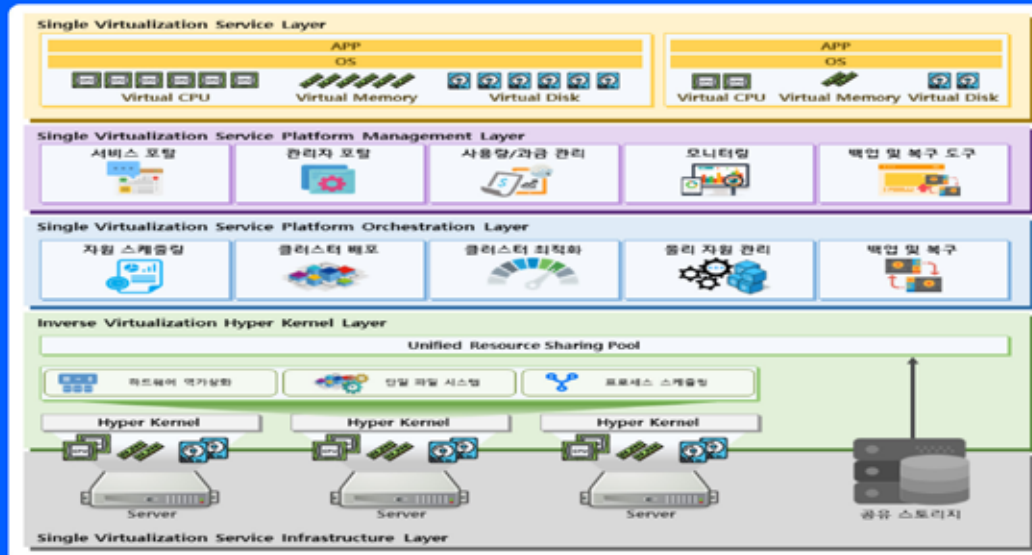 Single Virtualization Service Layer
APP
OS
Virtual CPU
Virtual Memory
Virtual Disk
APP
OS
Virtual CPU
Virtual Memory
Virtual Disk
Single Virtualization Service Platform Management Layer
서비스 포탈
관리자 포탈
사용량/과금 관리
모니터링
백업 및 복구 도구
Single Virtualization Service Platform Orchestration Layer
자원 스케줄링
클러스터 배포
클러스터 최적화
물리 자원 관리
백업 및 복구
Inverse Virtualization Hyper Kernel Layer
Unified Resource Sharing Pool
하드웨어 역가상화
단일 파일 시스템
프로세스 스케줄링
Hyper Kernel
Hyper Kernel
Hyper Kernel
Server
Server
Server
공유 스토리지
Single Virtualization Service Infrastructure Layer